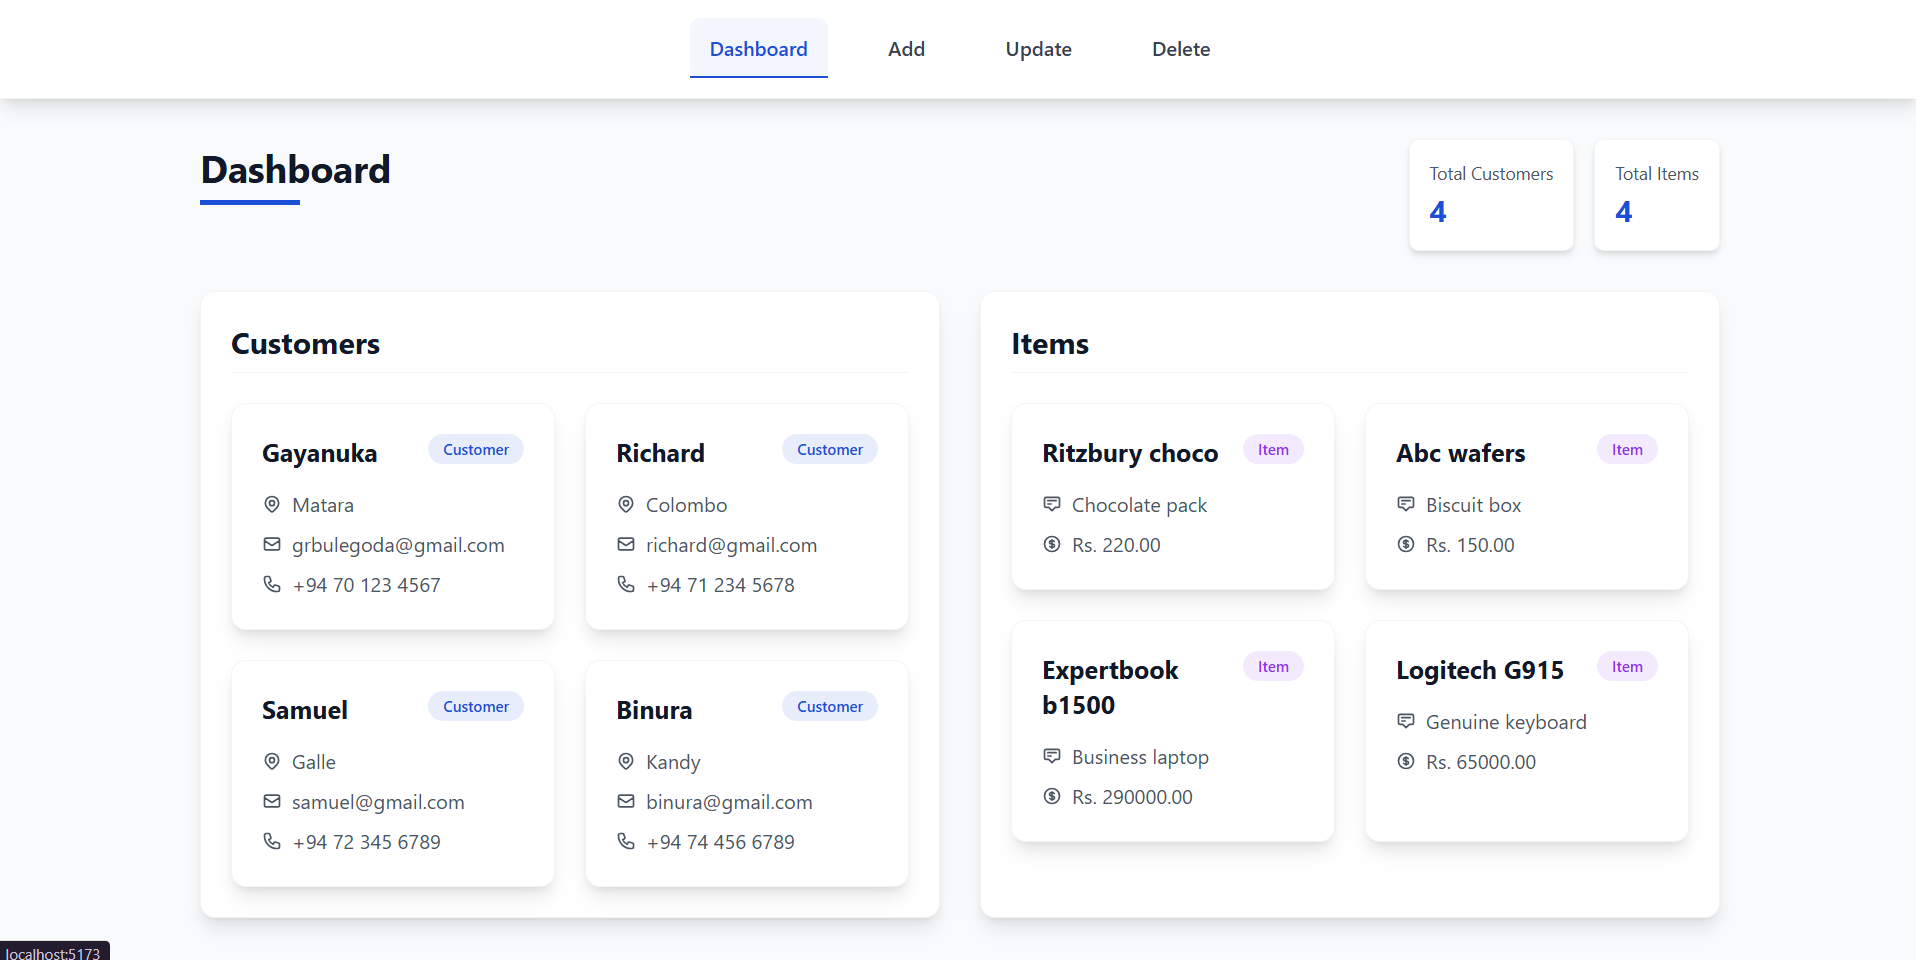 Dashboard
Add
Update
Delete
Dashboard
Total Customers
4
Total Items
4
Customers
Gayanuka
Customer
Matara
grbulegoda@gmail.com
+94 70 123 4567
Richard
Customer
Colombo
richard@gmail.com
+94 71 234 5678
Samuel
Customer
Galle
samuel@gmail.com
+94 72 345 6789
Binura
Customer
Kandy
binura@gmail.com
+94 74 456 6789
Items
Ritzbury choco
Item
Chocolate pack
Rs. 220.00
Abc wafers
Item
Biscuit box
Rs. 150.00
Expertbook
b1500
Item
Business laptop
Rs. 290000.00
Logitech G915
Item
Genuine keyboard
Rs. 65000.00
localhost:5173